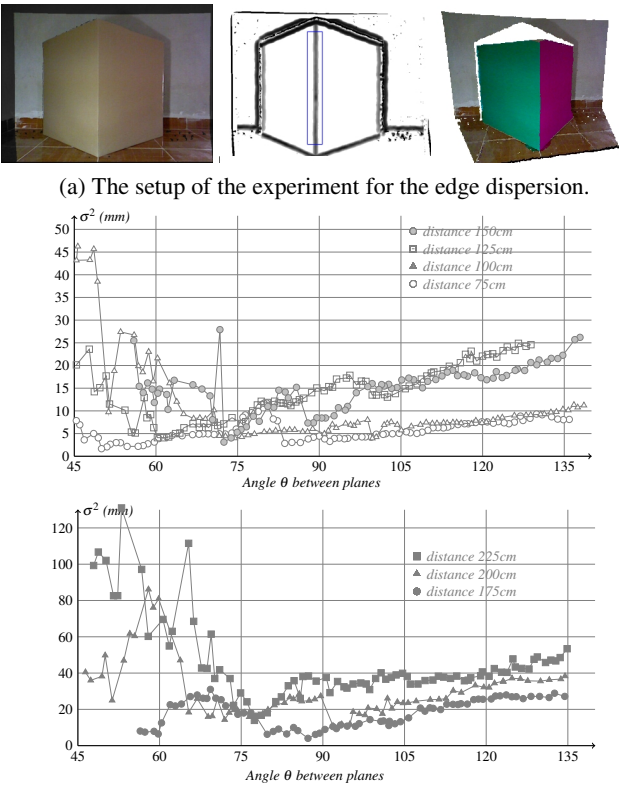 (a) The setup of the experiment for the edge dispersion.
σ² (mm)
50
45
40
35
30
25
20
15
10
5
0
distance 150cm
distance 125cm
distance 100cm
distance 75cm
45 60 75 90 105 120 135
Angle θ between planes
σ² (mm)
120
100
80
60
40
20
0
distance 225cm
distance 200cm
distance 175cm
45 60 75 90 105 120 135
Angle θ between planes